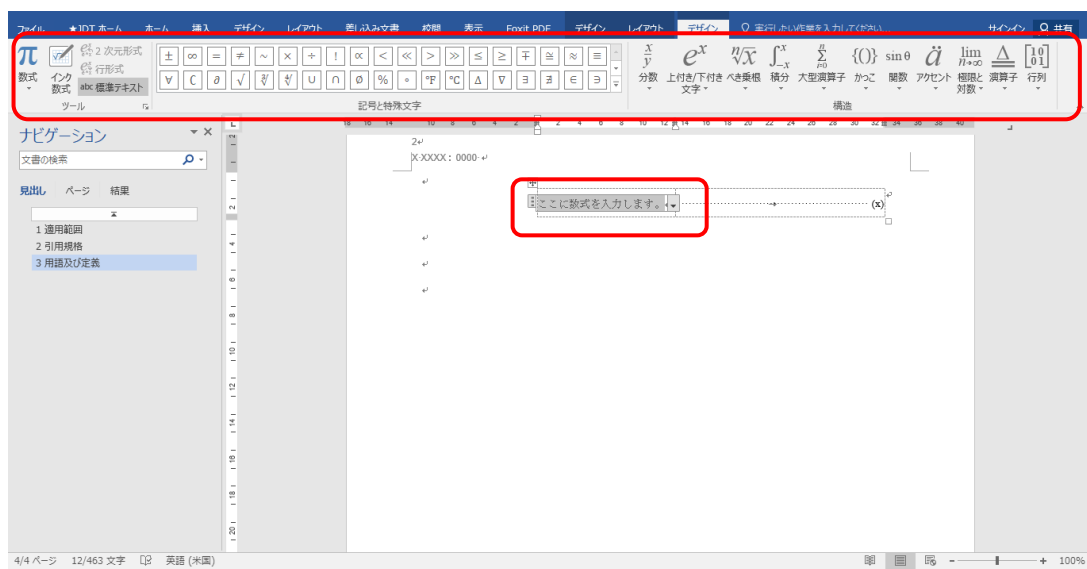 ファイル ★JDT ホーム ホーム 挿入 デザイン レイアウト 差し込み文書 校閲 表示 Foxit PDF デザイン レイアウト デザイン 実行したい作業を入力してください サインイン 共有
π 数式 インク数式 2 次元形式 行形式 abc 標準テキスト
± ∞ = ≠ ~ × ÷ ! ∝ < ≪ > ≫ ≤ ≥ ∓ ≅ ≈ ≡
∀ ∁ ∂ √ ∛ ∜ ∪ ∩ ∅ % ° °F °C ∆ ∇ ∃ ∄ ∈ ∋
x/y 分数 eˣ 上付き/下付き文字 ⁿ√x べき乗根 積分 大型演算子 {()} かっこ sin θ 関数 ä アクセント lim n→∞ 極限と対数 演算子 1 0 0 1 行列
ツール 記号と特殊文字 構造
ナビゲーション
文書の検索
見出し ページ 結果
1 適用範囲
2 引用規格
3 用語及び定義
2
X XXXX: 0000
ここに数式を入力します。
(x)
4/4 ページ 12/463 文字 英語 (米国) 100%